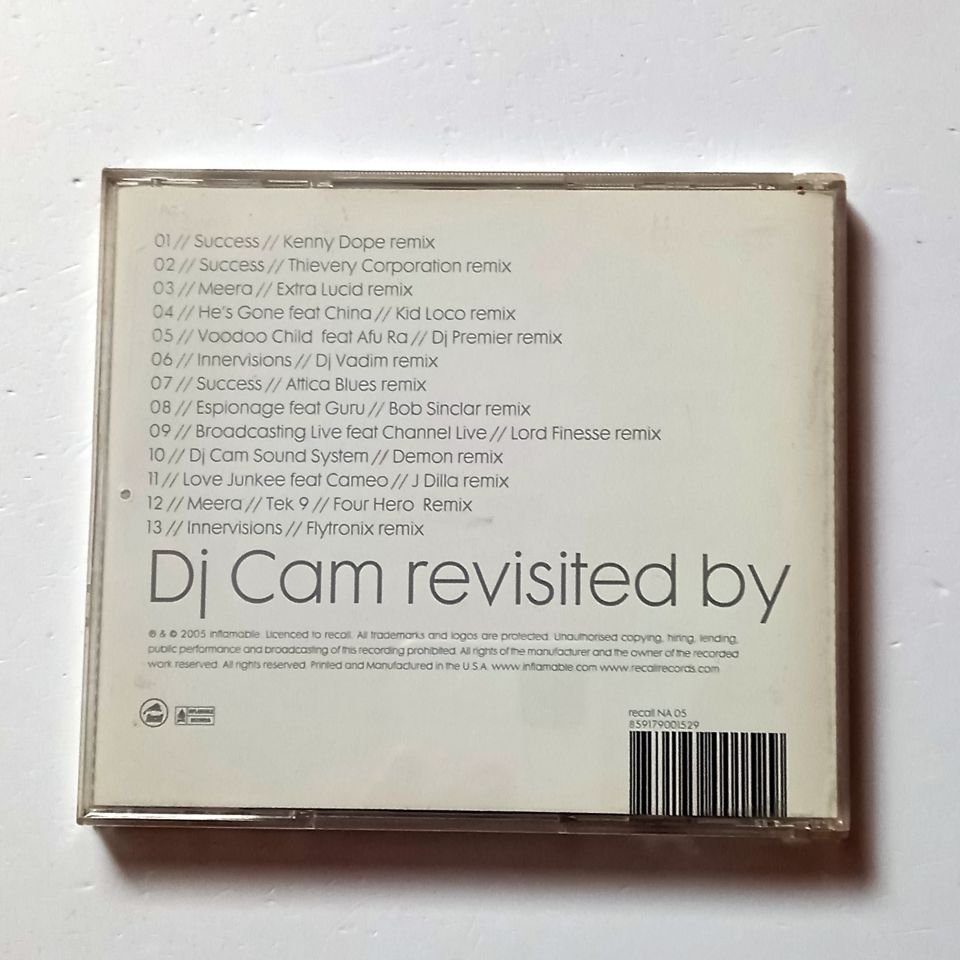 01 // Success // Kenny Dope remix
02 // Success // Thievery Corporation remix
03 // Meera // Extra Lucid remix
04 // He's Gone feat China // Kid Loco remix
05 // Voodoo Child feat Afu Ra // Dj Premier remix
06 // Innervisions // Dj Vadim remix
07 // Success // Attica Blues remix
08 // Espionage feat Guru // Bob Sinclar remix
09 // Broadcasting Live feat Channel Live // Lord Finesse remix
10 // Dj Cam Sound System // Demon remix
11 // Love Junkee feat Cameo // J Dilla remix
12 // Meera // Tek 9 // Four Hero Remix
13 // Innervisions // Flytronix remix
Dj Cam revisited by
℗ & © 2005 inflamable. Licenced to recall. All trademarks and logos are protected. Unauthorised copying, hiring, lending,
public performance and broadcasting of this recording prohibited. All rights of the manufacturer and the owner of the recorded
work reserved. All rights reserved. Printed and Manufactured in the U.S.A. www.inflamable.com www.recallrecords.com
INFLAMABLE
RECORDS
recall NA 05
859179001529